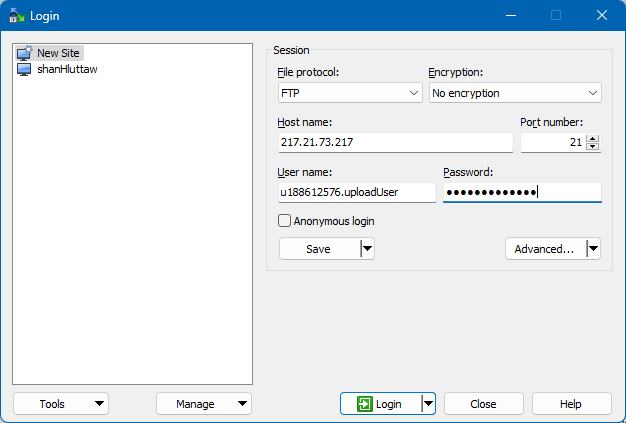 Login
New Site
shanHluttaw
Session
File protocol:
Encryption:
FTP
No encryption
Host name:
Port number:
217.21.73.217
21
User name:
Password:
u188612576.uploadUser
●●●●●●●●●●●●●
Anonymous login
Save
Advanced...
Tools
Manage
Login
Close
Help